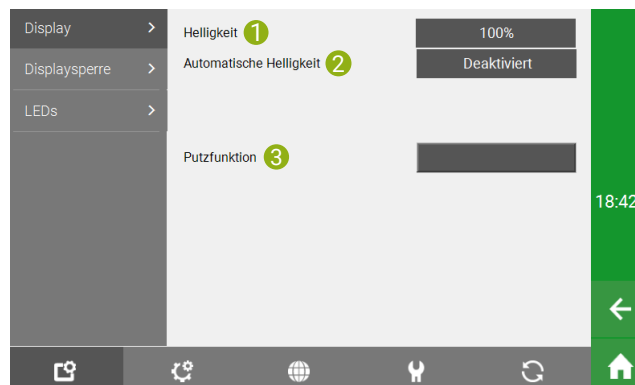 Display
Displaysperre
LEDs
Helligkeit 1 100%
Automatische Helligkeit 2 Deaktiviert
Putzfunktion 3
18:42